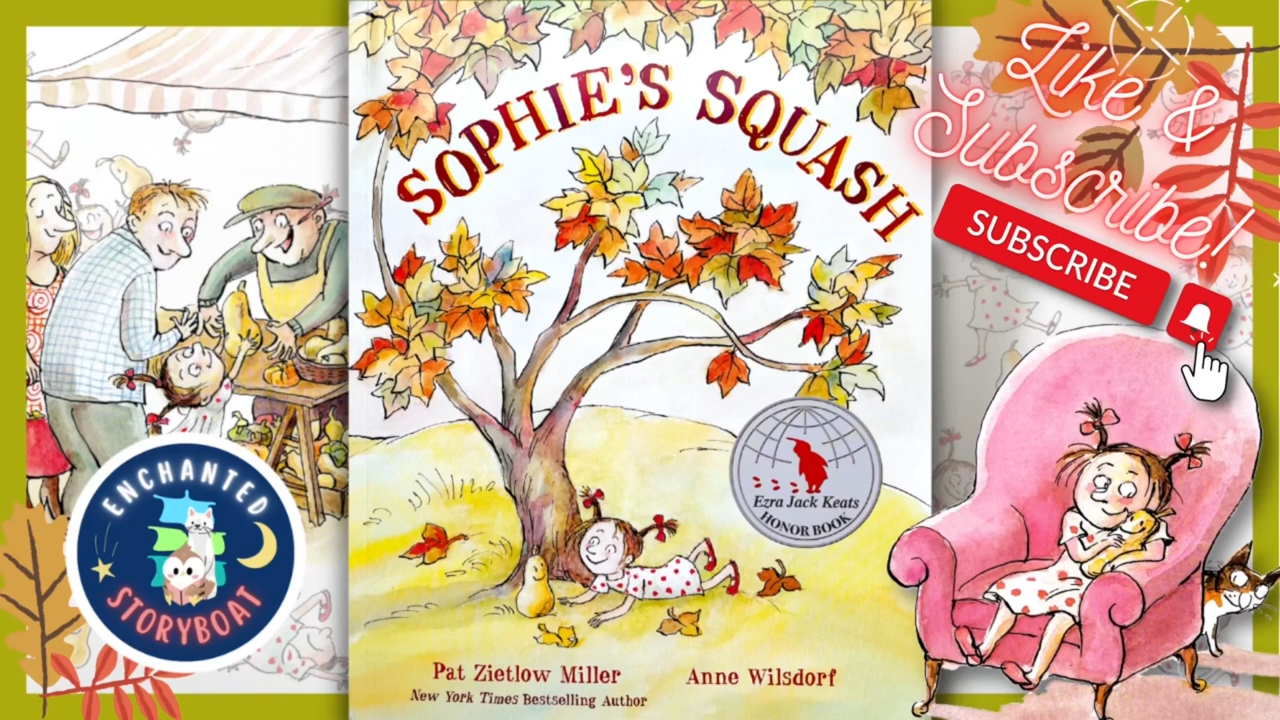 SOPHIE'S SQUASH
Ezra Jack Keats
HONOR BOOK
Pat Zietlow Miller
Anne Wilsdorf
New York Times Bestselling Author
ENCHANTED
STORYBOAT
Like &
Subscribe!
SUBSCRIBE